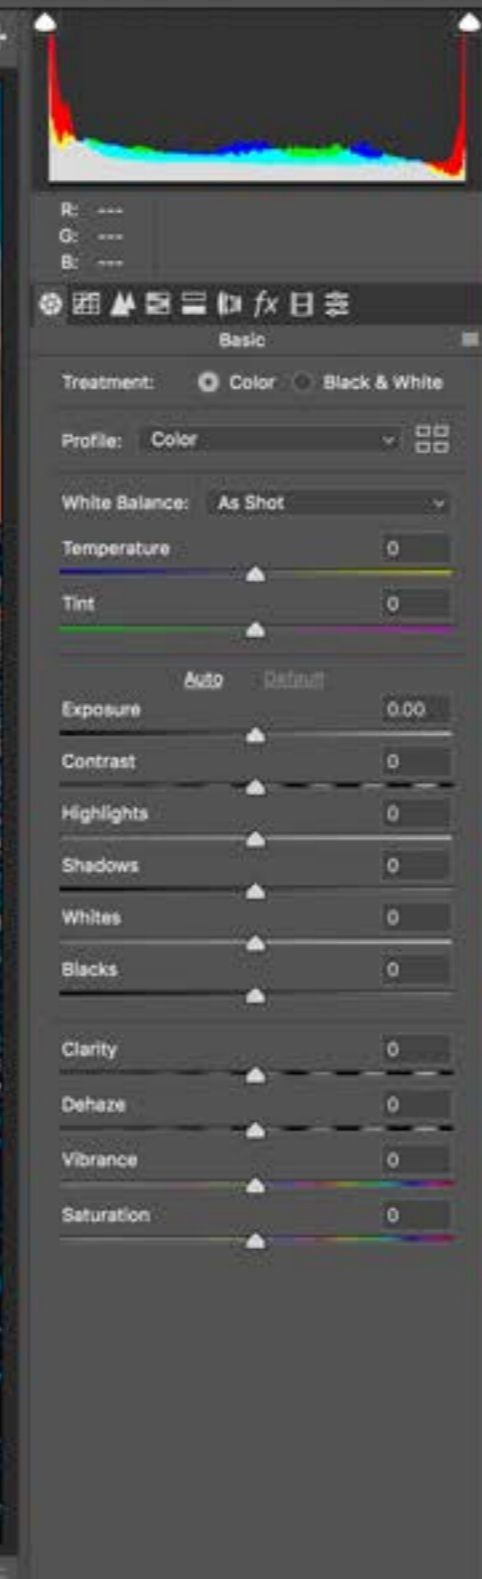 R: ---
G: ---
B: ---
fx
Basic
Treatment: Color Black & White
Profile: Color
White Balance: As Shot
Temperature 0
Tint 0
Auto Default
Exposure 0.00
Contrast 0
Highlights 0
Shadows 0
Whites 0
Blacks 0
Clarity 0
Dehaze 0
Vibrance 0
Saturation 0